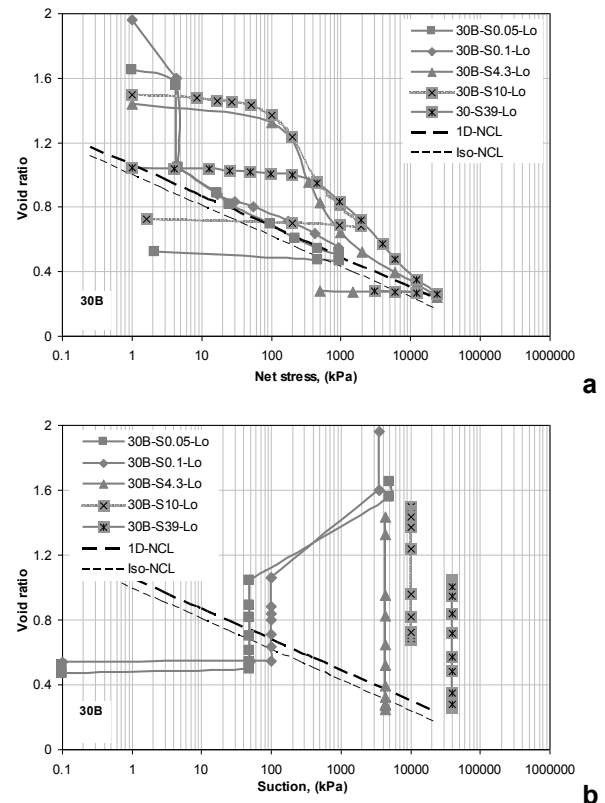 2
1.6
1.2
0.8
0.4
0
Void ratio
30B-S0.05-Lo
30B-S0.1-Lo
30B-S4.3-Lo
30B-S10-Lo
30-S39-Lo
1D-NCL
Iso-NCL
30B
0.1 1 10 100 1000 10000 100000 1000000
Net stress, (kPa)
a
2
1.6
1.2
0.8
0.4
0
Void ratio
30B-S0.05-Lo
30B-S0.1-Lo
30B-S4.3-Lo
30B-S10-Lo
30B-S39-Lo
1D-NCL
Iso-NCL
30B
0.1 1 10 100 1000 10000 100000 1000000
Suction, (kPa)
b